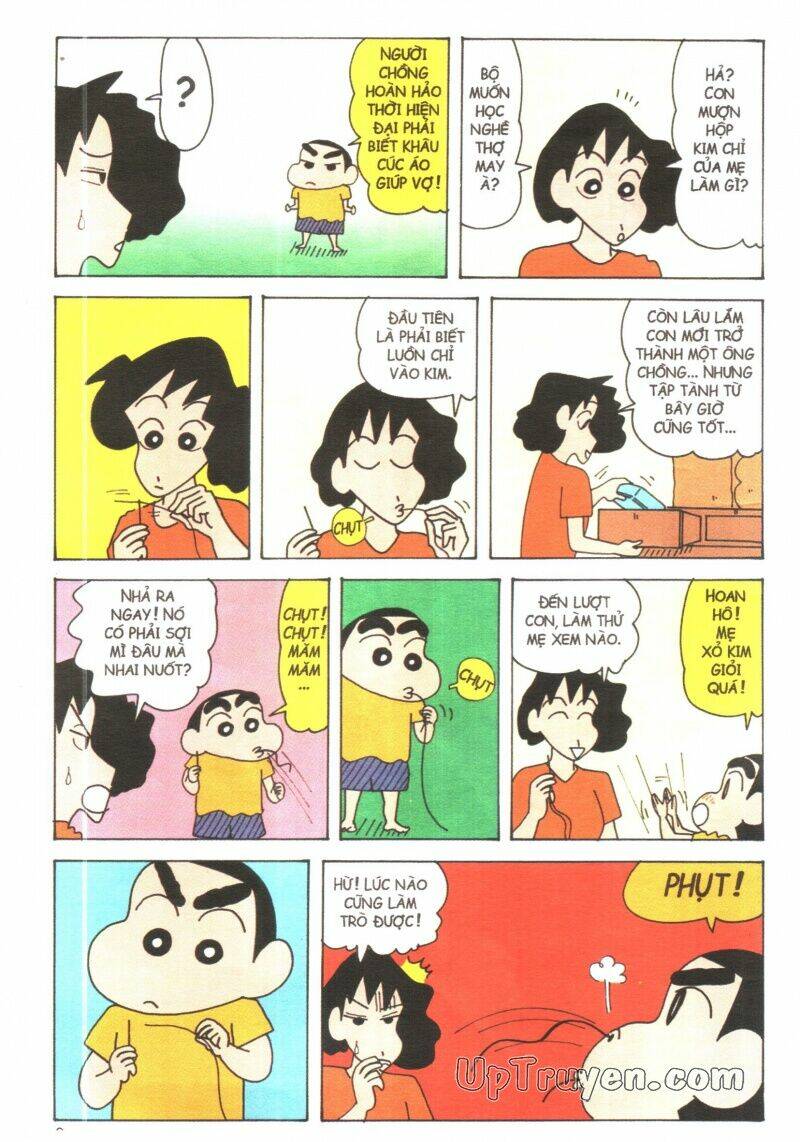 HẢ?
CON
MƯỢN
HỘP
KIM CHỈ
CỦA MẸ
LÀM GÌ?
BỘ
MUỐN
HỌC
NGHỀ
THỢ
MAY
À?
NGƯỜI
CHỒNG
HOÀN HẢO
THỜI HIỆN
ĐẠI PHẢI
BIẾT KHÂU
CÚC ÁO
GIÚP VỢ!
?
CÒN LÂU LẮM
CON MỚI TRỞ
THÀNH MỘT ÔNG
CHỒNG... NHƯNG
TẬP TÀNH TỪ
BÂY GIỜ
CŨNG TỐT...
ĐẦU TIÊN
LÀ PHẢI BIẾT
LUỒN CHỈ
VÀO KIM.
CHỤT
HOAN
HÔ!
MẸ
XỎ KIM
GIỎI
QUÁ!
ĐẾN LƯỢT
CON, LÀM THỬ
MẸ XEM NÀO.
CHỤT
CHỤT!
CHỤT!
MĂM
MĂM
...
NHẢ RA
NGAY! NÓ
CÓ PHẢI SỢI
MÌ ĐÂU MÀ
NHAI NUỐT?
PHỤT!
HỪ! LÚC NÀO
CŨNG LÀM
TRÒ ĐƯỢC!
UpTruyen.com